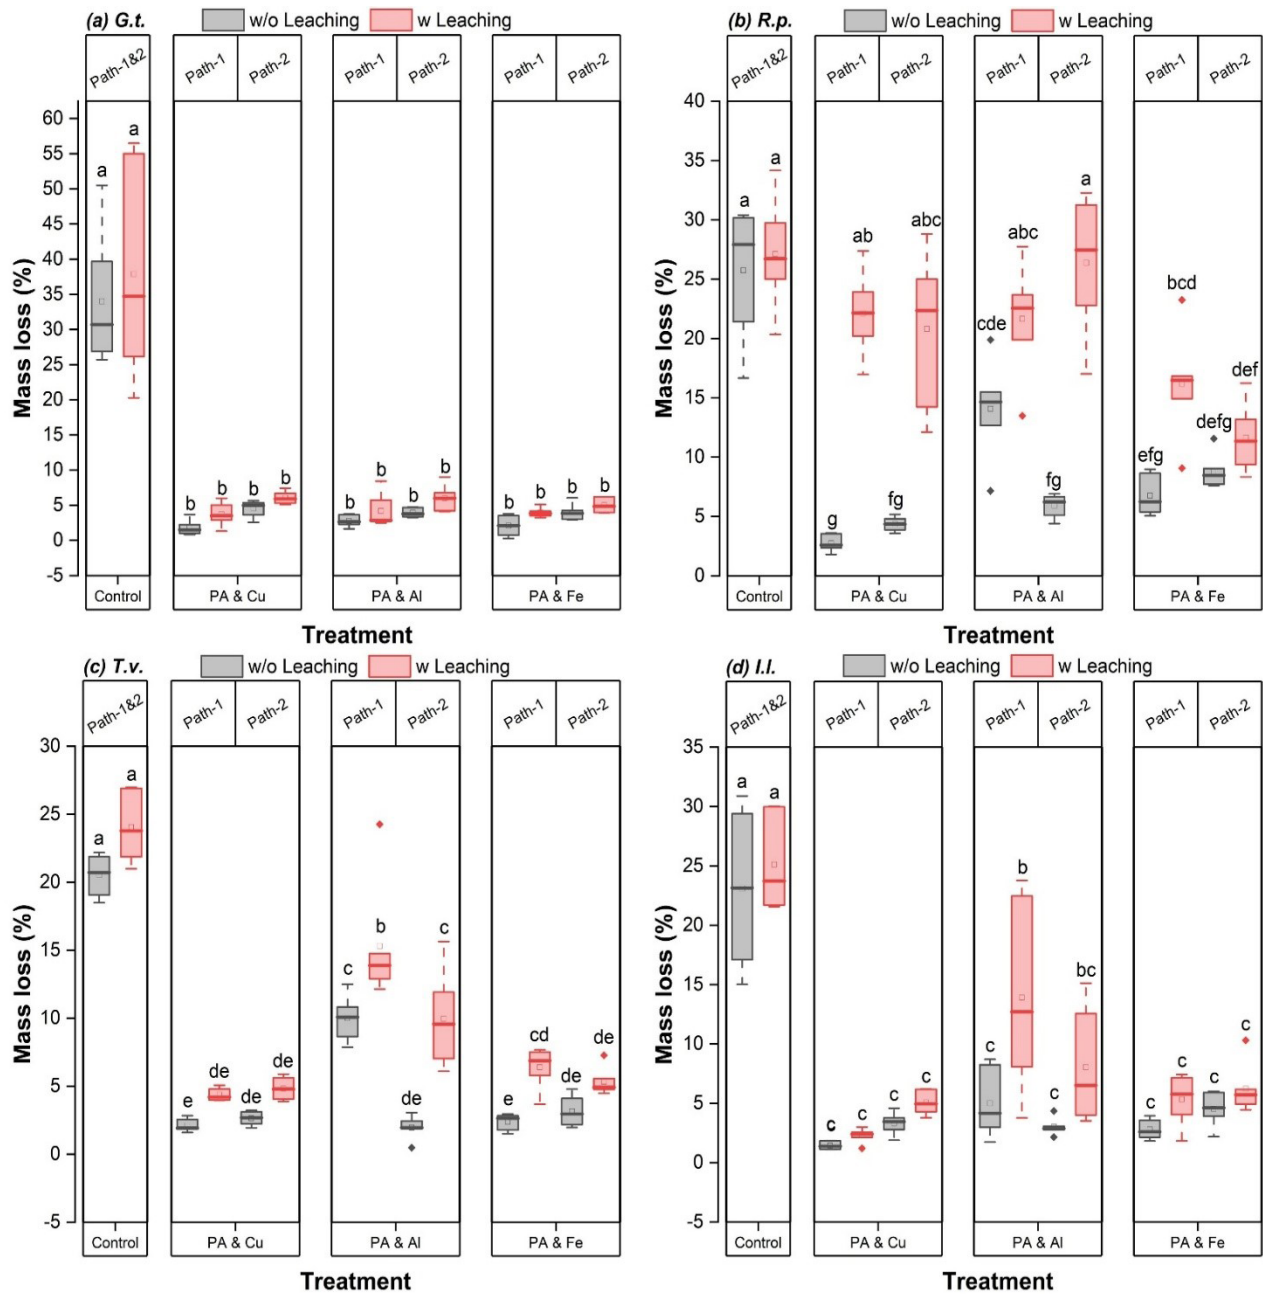 (a) G.t.
w/o Leaching
w Leaching
Path-1&2
Path-1
Path-2
Path-1
Path-2
Path-1
Path-2
Mass loss (%)
60
55
50
45
40
35
30
25
20
15
10
5
0
-5
a
a
b
b
b
b
b
b
b
b
b
b
b
b
Control
PA & Cu
PA & Al
PA & Fe
Treatment
(b) R.p.
w/o Leaching
w Leaching
Path-1&2
Path-1
Path-2
Path-1
Path-2
Path-1
Path-2
Mass loss (%)
40
35
30
25
20
15
10
5
0
a
a
g
ab
fg
abc
cde
abc
fg
a
efg
bcd
defg
def
Control
PA & Cu
PA & Al
PA & Fe
Treatment
(c) T.v.
w/o Leaching
w Leaching
Path-1&2
Path-1
Path-2
Path-1
Path-2
Path-1
Path-2
Mass loss (%)
30
25
20
15
10
5
0
-5
a
a
e
de
de
de
c
b
de
c
e
cd
de
de
Control
PA & Cu
PA & Al
PA & Fe
Treatment
(d) I.l.
w/o Leaching
w Leaching
Path-1&2
Path-1
Path-2
Path-1
Path-2
Path-1
Path-2
Mass loss (%)
35
30
25
20
15
10
5
0
-5
a
a
c
c
c
c
c
b
c
bc
c
c
c
c
Control
PA & Cu
PA & Al
PA & Fe
Treatment